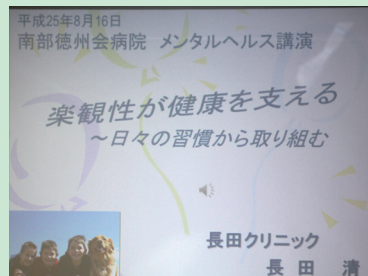 平成25年8月16日
南部徳州会病院 メンタルヘルス講演
楽観性が健康を支える
～日々の習慣から取り組む
長田クリニック
長 田 清